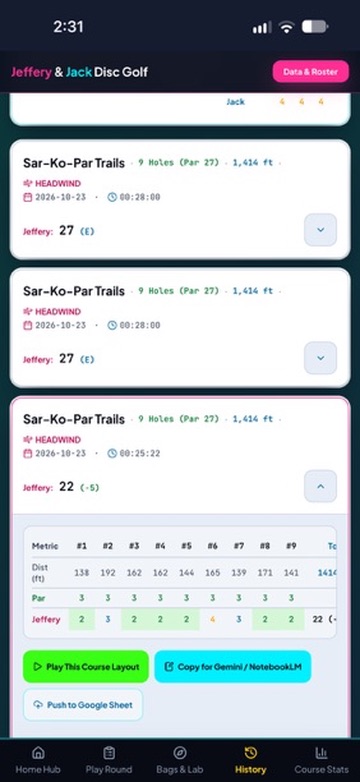 2:31
Jeffery & Jack Disc Golf
Data & Roster
Jack 4 4 4
Sar-Ko-Par Trails · 9 Holes (Par 27) · 1,414 ft ·
HEADWIND
2026-10-23 · 00:28:00
Jeffery: 27 (E)
Sar-Ko-Par Trails · 9 Holes (Par 27) · 1,414 ft ·
HEADWIND
2026-10-23 · 00:28:00
Jeffery: 27 (E)
Sar-Ko-Par Trails · 9 Holes (Par 27) · 1,414 ft ·
HEADWIND
2026-10-23 · 00:25:22
Jeffery: 22 (-5)
Metric #1 #2 #3 #4 #5 #6 #7 #8 #9 To
Dist (ft) 138 192 162 162 144 165 139 171 141 1414
Par 3 3 3 3 3 3 3 3 3
Jeffery 2 3 2 2 2 4 3 2 2 22 (-
Play This Course Layout
Copy for Gemini / NotebookLM
Push to Google Sheet
Home Hub Play Round Bags & Lab History Course Stats